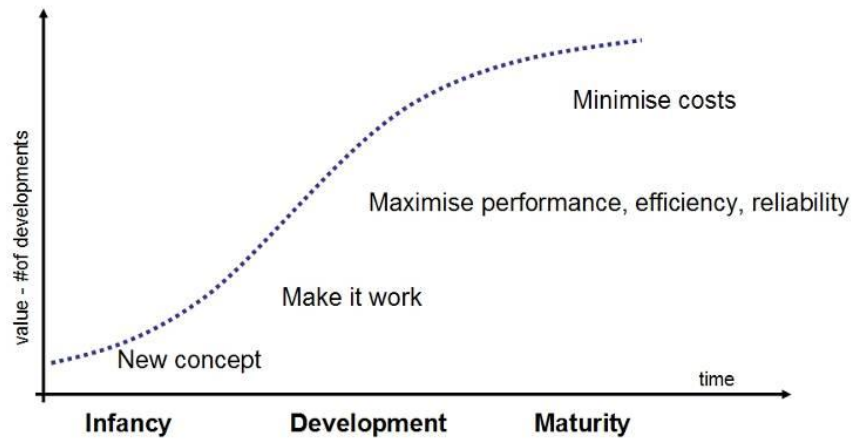 value - #of developments
Minimise costs
Maximise performance, efficiency, reliability
Make it work
New concept
time
Infancy Development Maturity